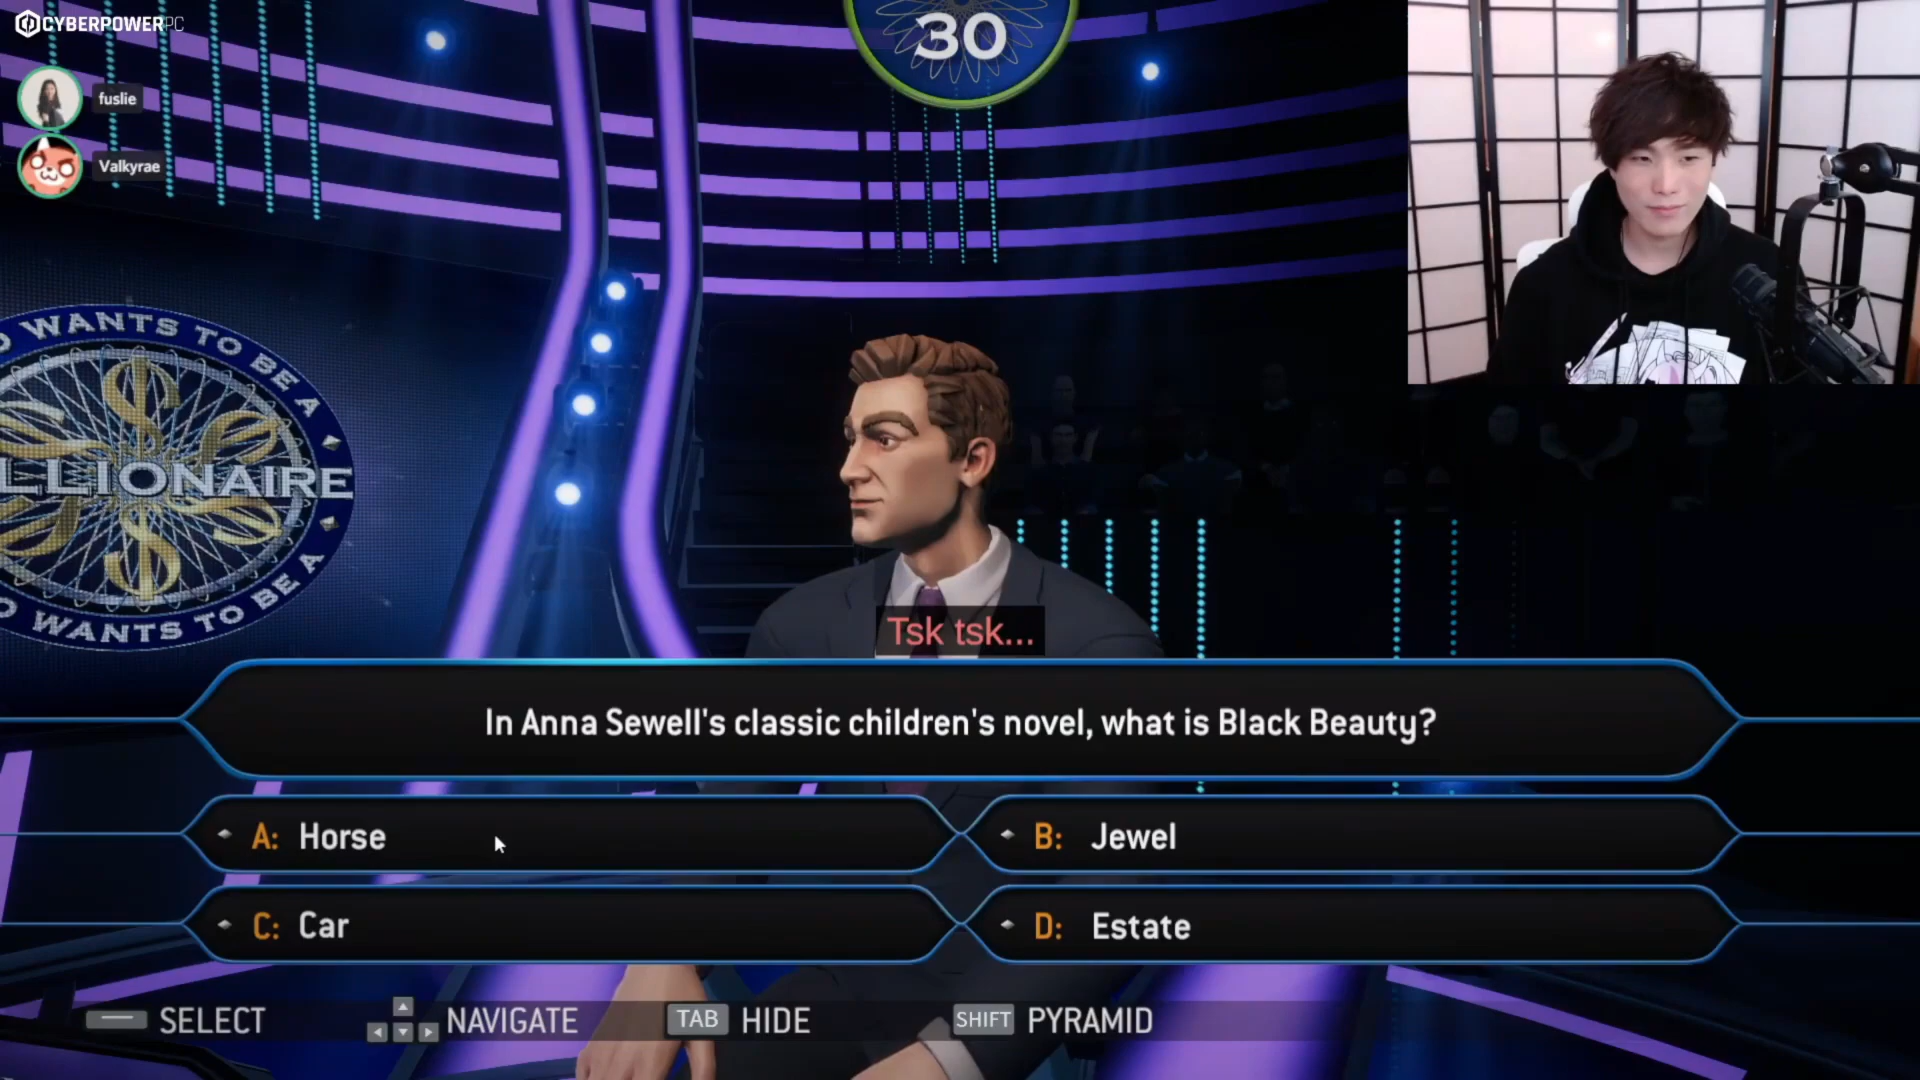 CYBERPOWERPC
30
fuslie
Valkyrae
WANTS TO BE A
LLIONAIRE
WANTS TO BE A
Tsk tsk...
In Anna Sewell's classic children's novel, what is Black Beauty?
A: Horse
B: Jewel
C: Car
D: Estate
SELECT
NAVIGATE
TAB HIDE
SHIFT PYRAMID